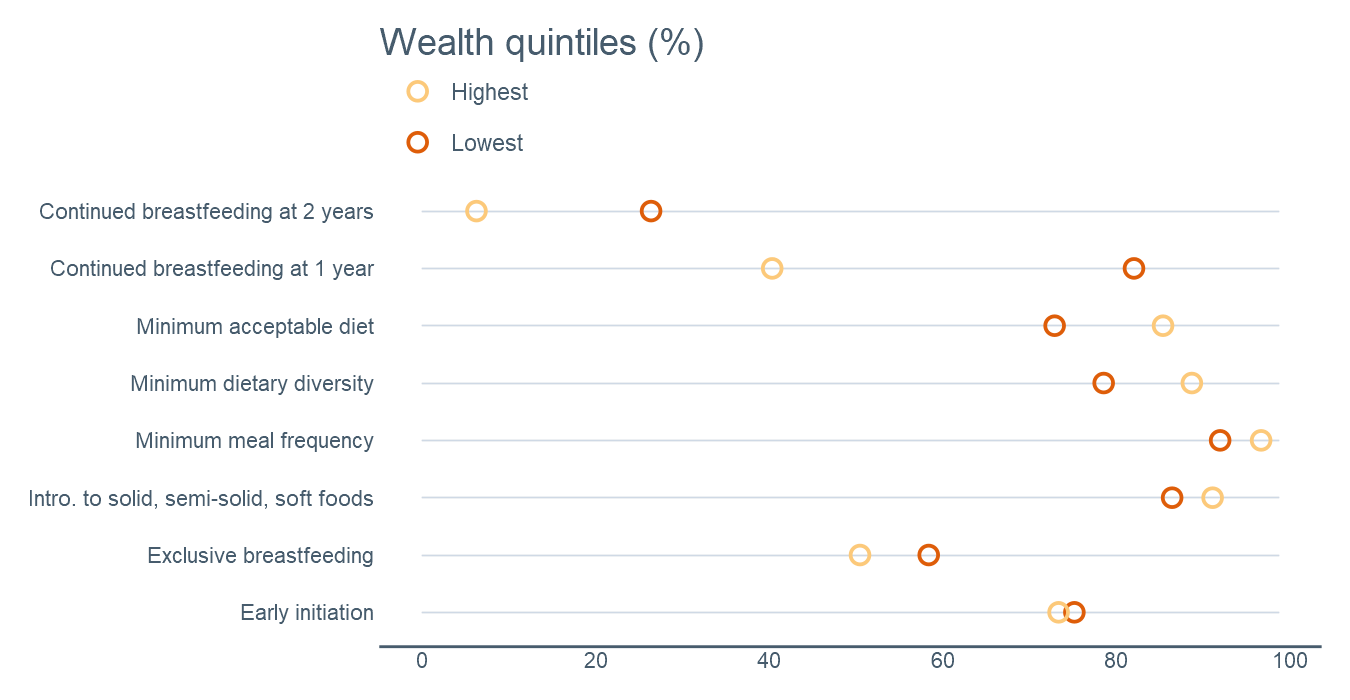 Wealth quintiles (%)
Highest
Lowest
Continued breastfeeding at 2 years
Continued breastfeeding at 1 year
Minimum acceptable diet
Minimum dietary diversity
Minimum meal frequency
Intro. to solid, semi-solid, soft foods
Exclusive breastfeeding
Early initiation
0 20 40 60 80 100